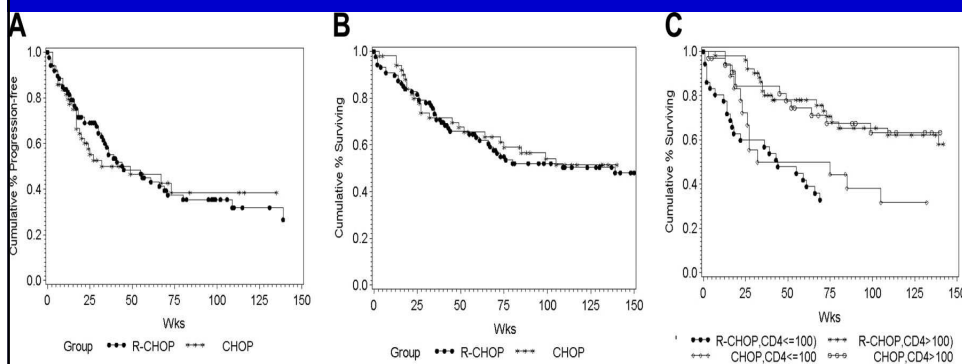 A
Cumulative % Progression-free
1.0
0.8
0.6
0.4
0.2
0.0
0 25 50 75 100 125 150
Wks
Group R-CHOP CHOP
B
Cumulative % Surviving
1.0
0.8
0.6
0.4
0.2
0.0
0 25 50 75 100 125 150
Wks
Group R-CHOP CHOP
C
Cumulative % Surviving
1.0
0.8
0.6
0.4
0.2
0.0
0 25 50 75 100 125 150
Wks
R-CHOP,CD4<=100) R-CHOP,CD4>100)
CHOP,CD4<=100 CHOP,CD4>100